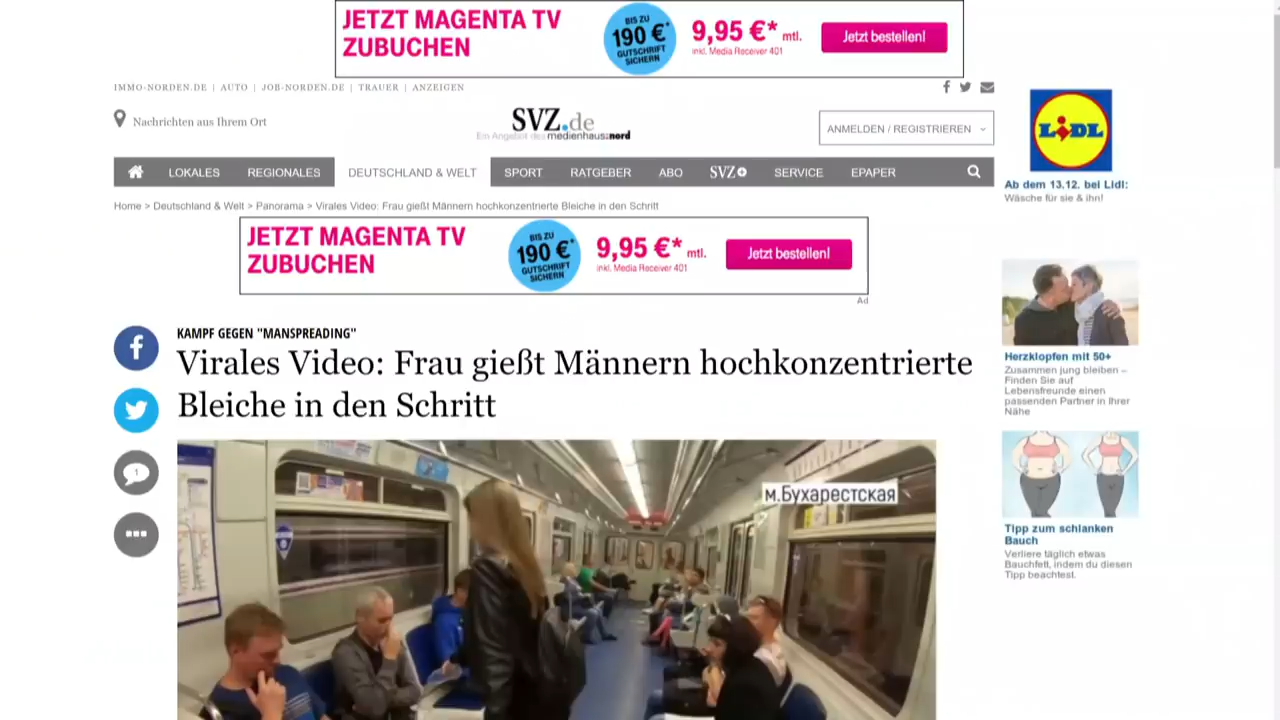 JETZT MAGENTA TV
ZUBUCHEN
BIS ZU
190 €*
GUTSCHRIFT
SICHERN
9,95 €* mtl.
inkl. Media Receiver 401
Jetzt bestellen!
IMMO-NORDEN.DE | AUTO | JOB-NORDEN.DE | TRAUER | ANZEIGEN
Nachrichten aus Ihrem Ort
SVZ.de
Ein Angebot des medienhaus:nord
ANMELDEN / REGISTRIEREN
LOKALES REGIONALES DEUTSCHLAND & WELT SPORT RATGEBER ABO SVZ+ SERVICE EPAPER
Home > Deutschland & Welt > Panorama > Virales Video: Frau gießt Männern hochkonzentrierte Bleiche in den Schritt
JETZT MAGENTA TV
ZUBUCHEN
BIS ZU
190 €*
GUTSCHRIFT
SICHERN
9,95 €* mtl.
inkl. Media Receiver 401
Jetzt bestellen!
Ad
KAMPF GEGEN "MANSPREADING"
Virales Video: Frau gießt Männern hochkonzentrierte
Bleiche in den Schritt
1
м.Бухарестская
LIDL
Ab dem 13.12. bei Lidl:
Wäsche für sie & ihn!
Herzklopfen mit 50+
Zusammen jung bleiben –
Finden Sie auf
Lebensfreunde einen
passenden Partner in Ihrer
Nähe
Tipp zum schlanken
Bauch
Verliere täglich etwas
Bauchfett, indem du diesen
Tipp beachtest.